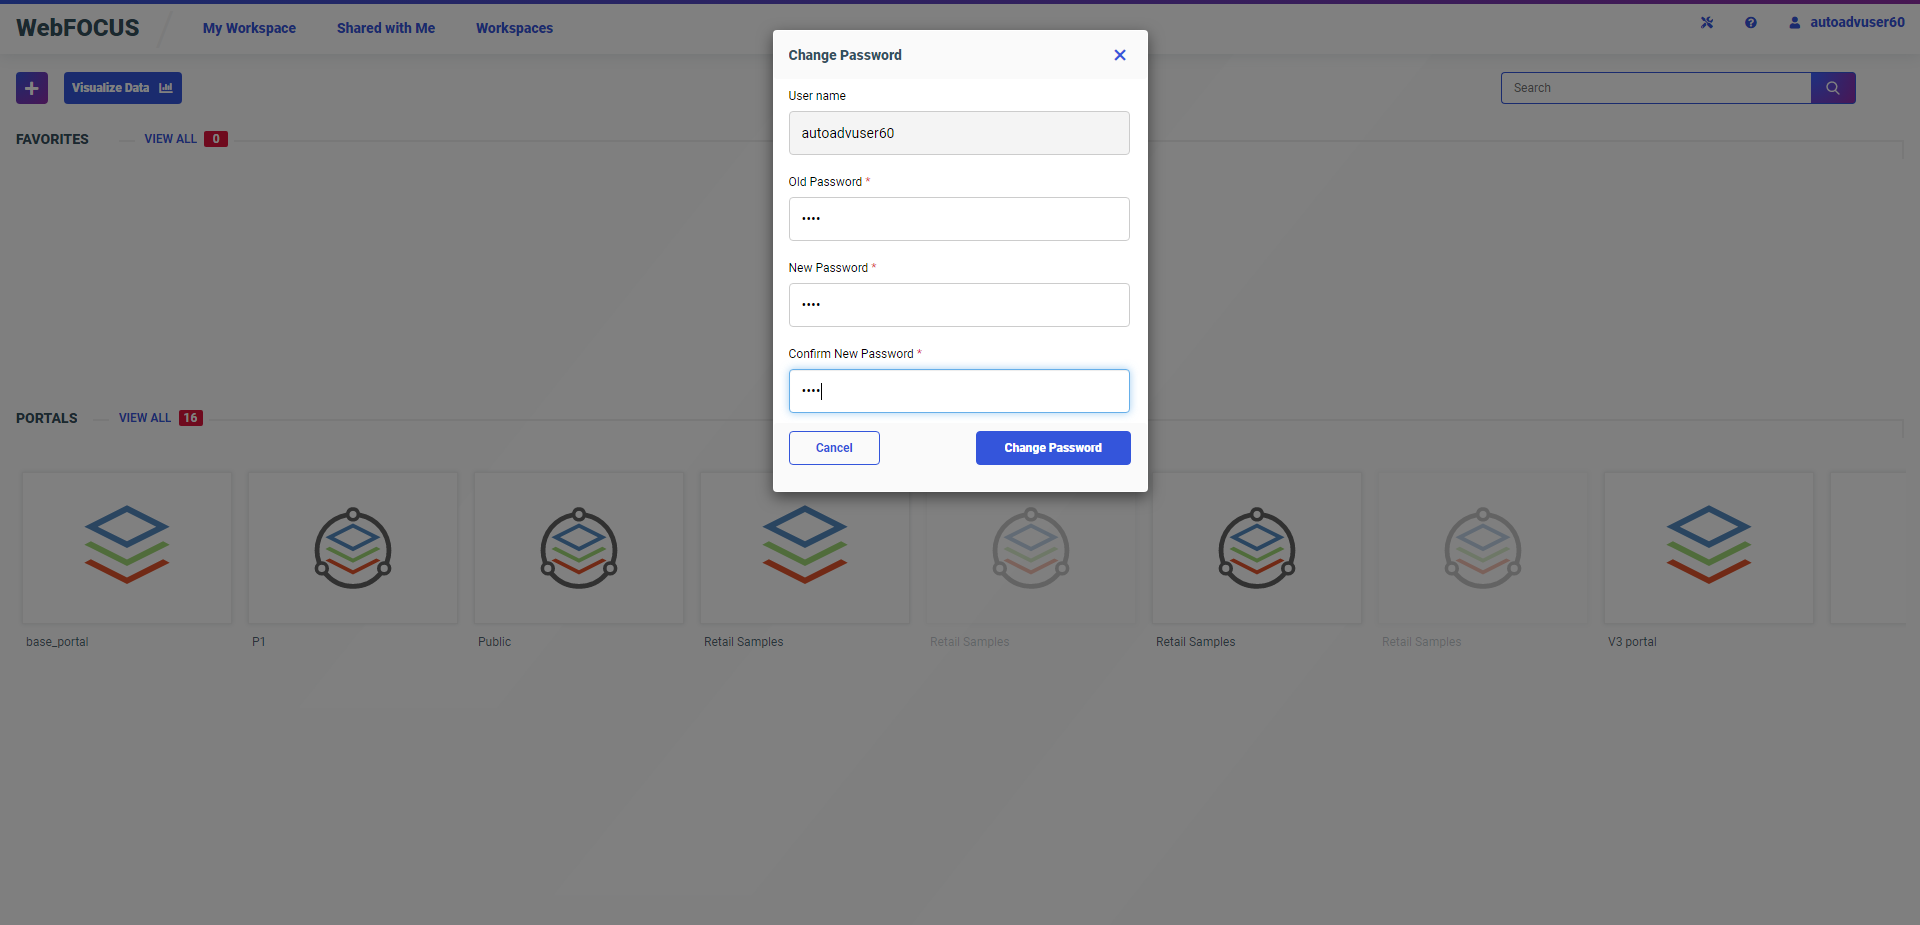 WebFOCUS
My Workspace
Shared with Me
Workspaces
autoadvuser60
Visualize Data
Search
FAVORITES
VIEW ALL 0
Change Password
User name
autoadvuser60
Old Password *
••••
New Password *
••••
Confirm New Password *
••••
Cancel
Change Password
PORTALS
VIEW ALL 16
base_portal
P1
Public
Retail Samples
Retail Samples
Retail Samples
Retail Samples
V3 portal